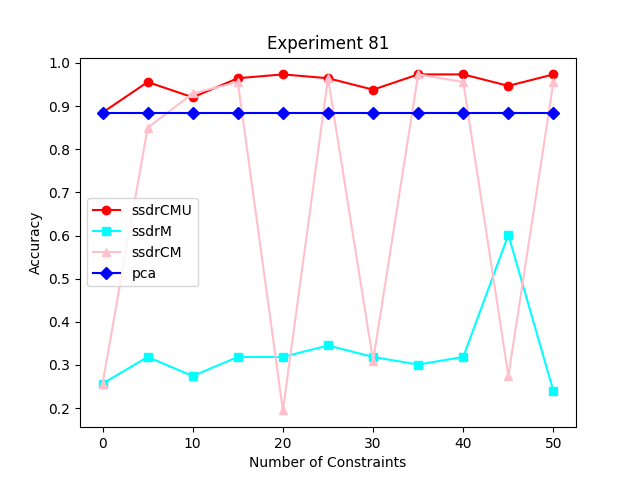 Experiment 81
1.0
0.9
0.8
0.7
0.6
0.5
0.4
0.3
0.2
Accuracy
ssdrCMU
ssdrM
ssdrCM
pca
0 10 20 30 40 50
Number of Constraints